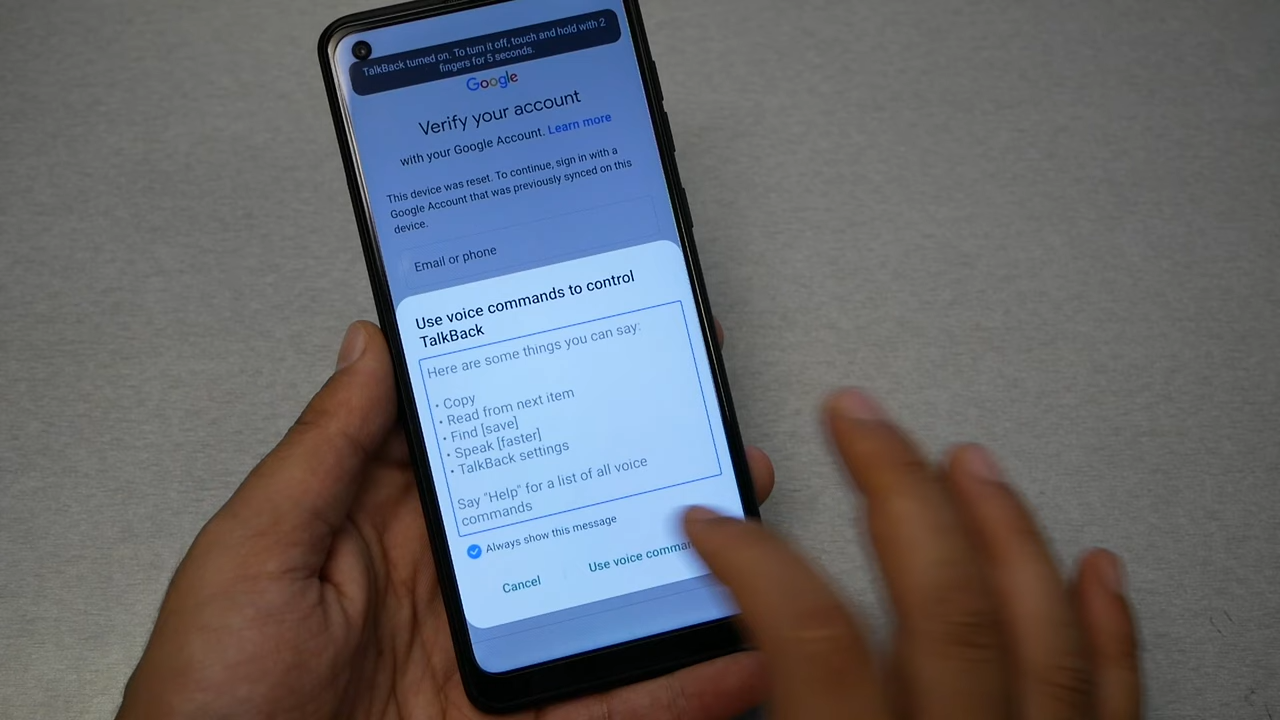 TalkBack turned on. To turn it off, touch and hold with 2
fingers for 5 seconds.
Google
Verify your account
with your Google Account. Learn more
This device was reset. To continue, sign in with a
Google Account that was previously synced on this
device.
Email or phone
Use voice commands to control
TalkBack
Here are some things you can say:
• Copy
• Read from next item
• Find [save]
• Speak [faster]
• TalkBack settings
Say "Help" for a list of all voice
commands
Always show this message
Cancel
Use voice comman